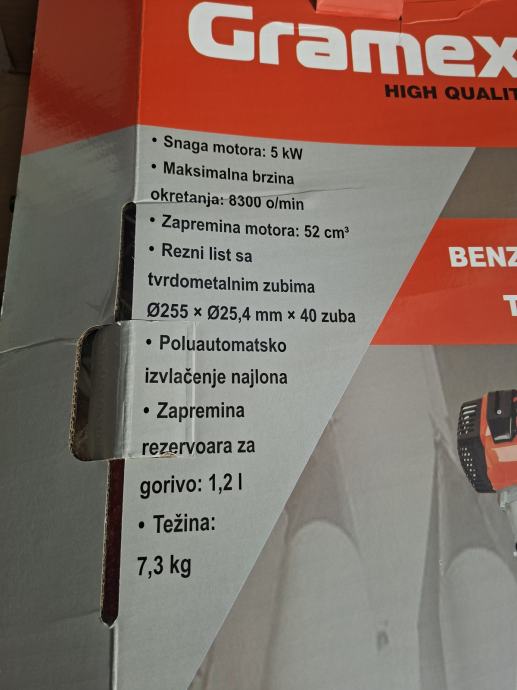 Gramex
HIGH QUALIT
• Snaga motora: 5 kW
• Maksimalna brzina
okretanja: 8300 o/min
• Zapremina motora: 52 cm³
• Rezni list sa
tvrdometalnim zubima
Ø255 × Ø25,4 mm × 40 zuba
• Poluautomatsko
izvlačenje najlona
• Zapremina
rezervoara za
gorivo: 1,2 l
• Težina:
7,3 kg
BENZ
T